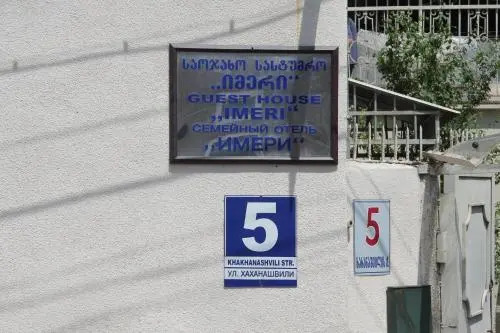 საოჯახო სასტუმრო
„იმერი“
GUEST HOUSE
„IMERI“
СЕМЕЙНЫЙ ОТЕЛЬ
„ИМЕРИ“
5
KHAKHANASHVILI STR.
УЛ. ХАХАНАШВИЛИ
5